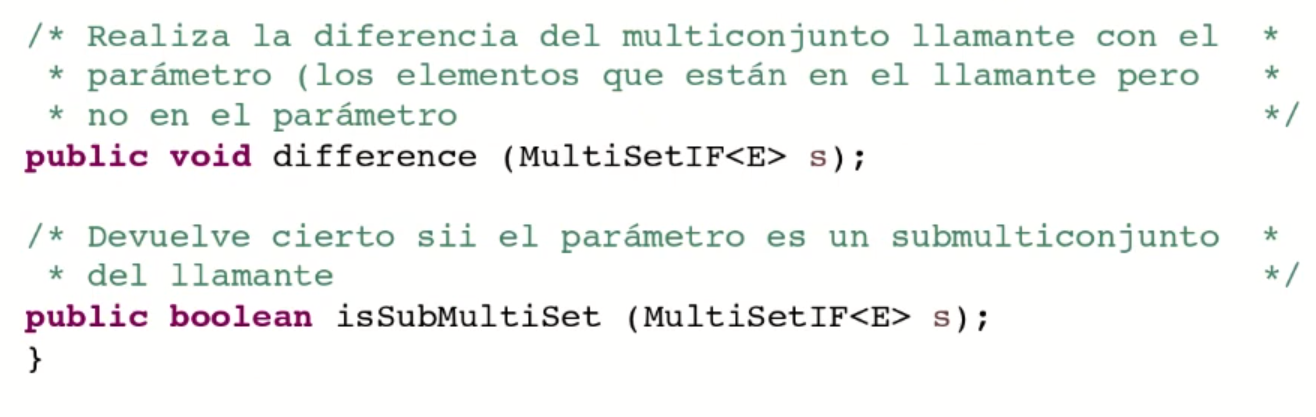 /* Realiza la diferencia del multiconjunto llamante con el *
 * parámetro (los elementos que están en el llamante pero *
 * no en el parámetro */
public void difference (MultiSetIF<E> s);
/* Devuelve cierto sii el parámetro es un submulticonjunto *
 * del llamante */
public boolean isSubMultiSet (MultiSetIF<E> s);
}